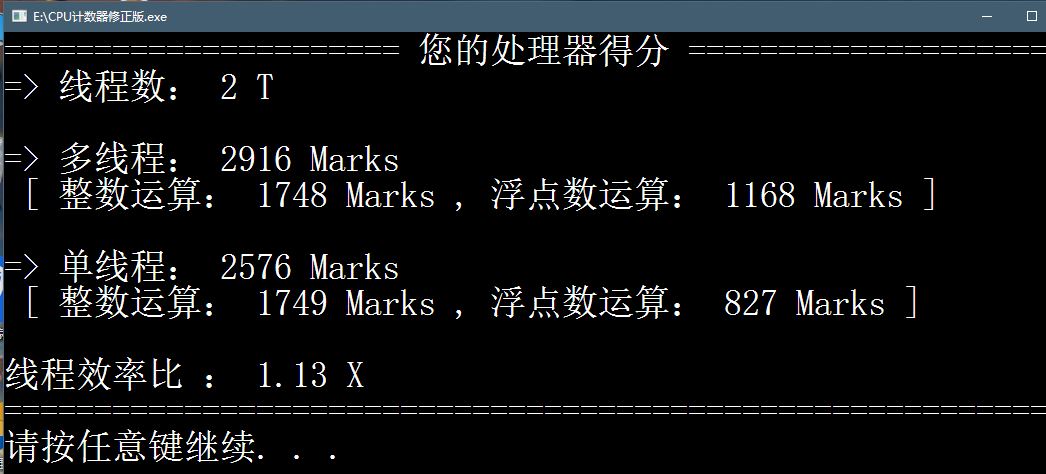 E:\CPU计数器修正版.exe
==================== 您的处理器得分 ====================
=> 线程数： 2 T
=> 多线程： 2916 Marks
[ 整数运算： 1748 Marks , 浮点数运算： 1168 Marks ]
=> 单线程： 2576 Marks
[ 整数运算： 1749 Marks , 浮点数运算： 827 Marks ]
线程效率比 ： 1.13 X
==========================================================
请按任意键继续. . .